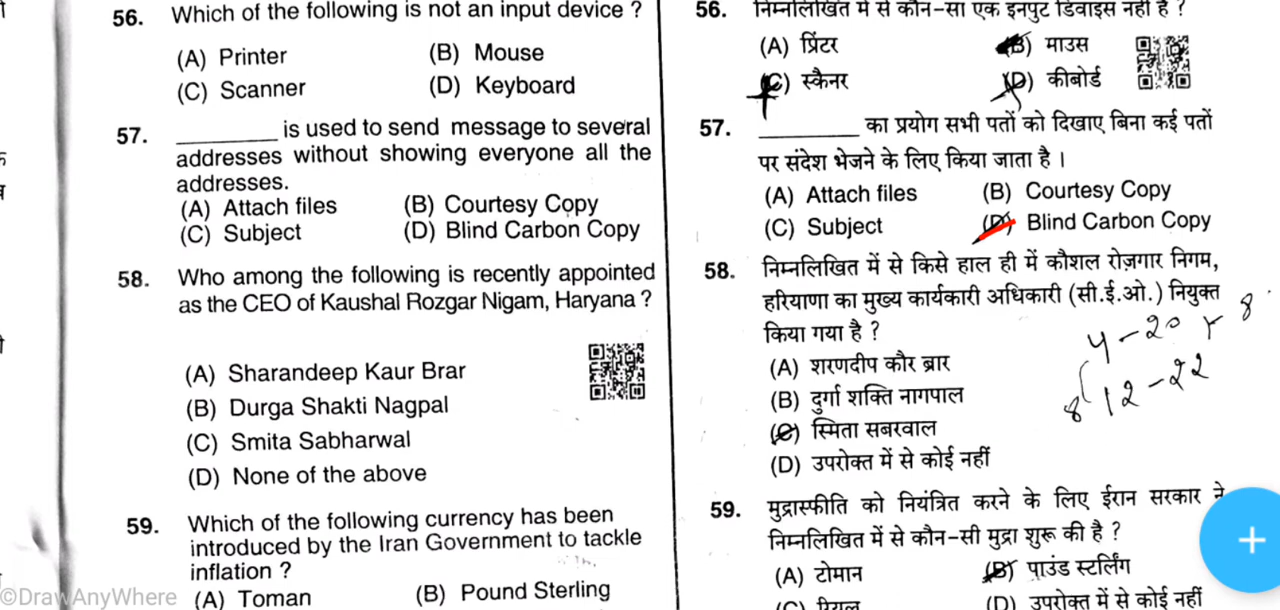 56. Which of the following is not an input device ?
(A) Printer (B) Mouse
(C) Scanner (D) Keyboard
57. ________ is used to send message to several
addresses without showing everyone all the
addresses.
(A) Attach files (B) Courtesy Copy
(C) Subject (D) Blind Carbon Copy
58. Who among the following is recently appointed
as the CEO of Kaushal Rozgar Nigam, Haryana ?
(A) Sharandeep Kaur Brar
(B) Durga Shakti Nagpal
(C) Smita Sabharwal
(D) None of the above
59. Which of the following currency has been
introduced by the Iran Government to tackle
inflation ?
(A) Toman (B) Pound Sterling
56. निम्नलिखित में से कौन-सा एक इनपुट डिवाइस नहीं है ?
(A) प्रिंटर (B) माउस
(C) स्कैनर (D) कीबोर्ड
57. ________ का प्रयोग सभी पतों को दिखाए बिना कई पतों
पर संदेश भेजने के लिए किया जाता है ।
(A) Attach files (B) Courtesy Copy
(C) Subject (D) Blind Carbon Copy
58. निम्नलिखित में से किसे हाल ही में कौशल रोज़गार निगम,
हरियाणा का मुख्य कार्यकारी अधिकारी (सी.ई.ओ.) नियुक्त
किया गया है ?
(A) शरणदीप कौर ब्रार
(B) दुर्गा शक्ति नागपाल
(C) स्मिता सबरवाल
(D) उपरोक्त में से कोई नहीं
4-20 + 8
8 12-22
59. मुद्रास्फीति को नियंत्रित करने के लिए ईरान सरकार ने
निम्नलिखित में से कौन-सी मुद्रा शुरू की है ?
(A) टोमान (B) पाउंड स्टर्लिंग
(C) रियाल (D) उपरोक्त में से कोई नहीं
©DrawAnyWhere